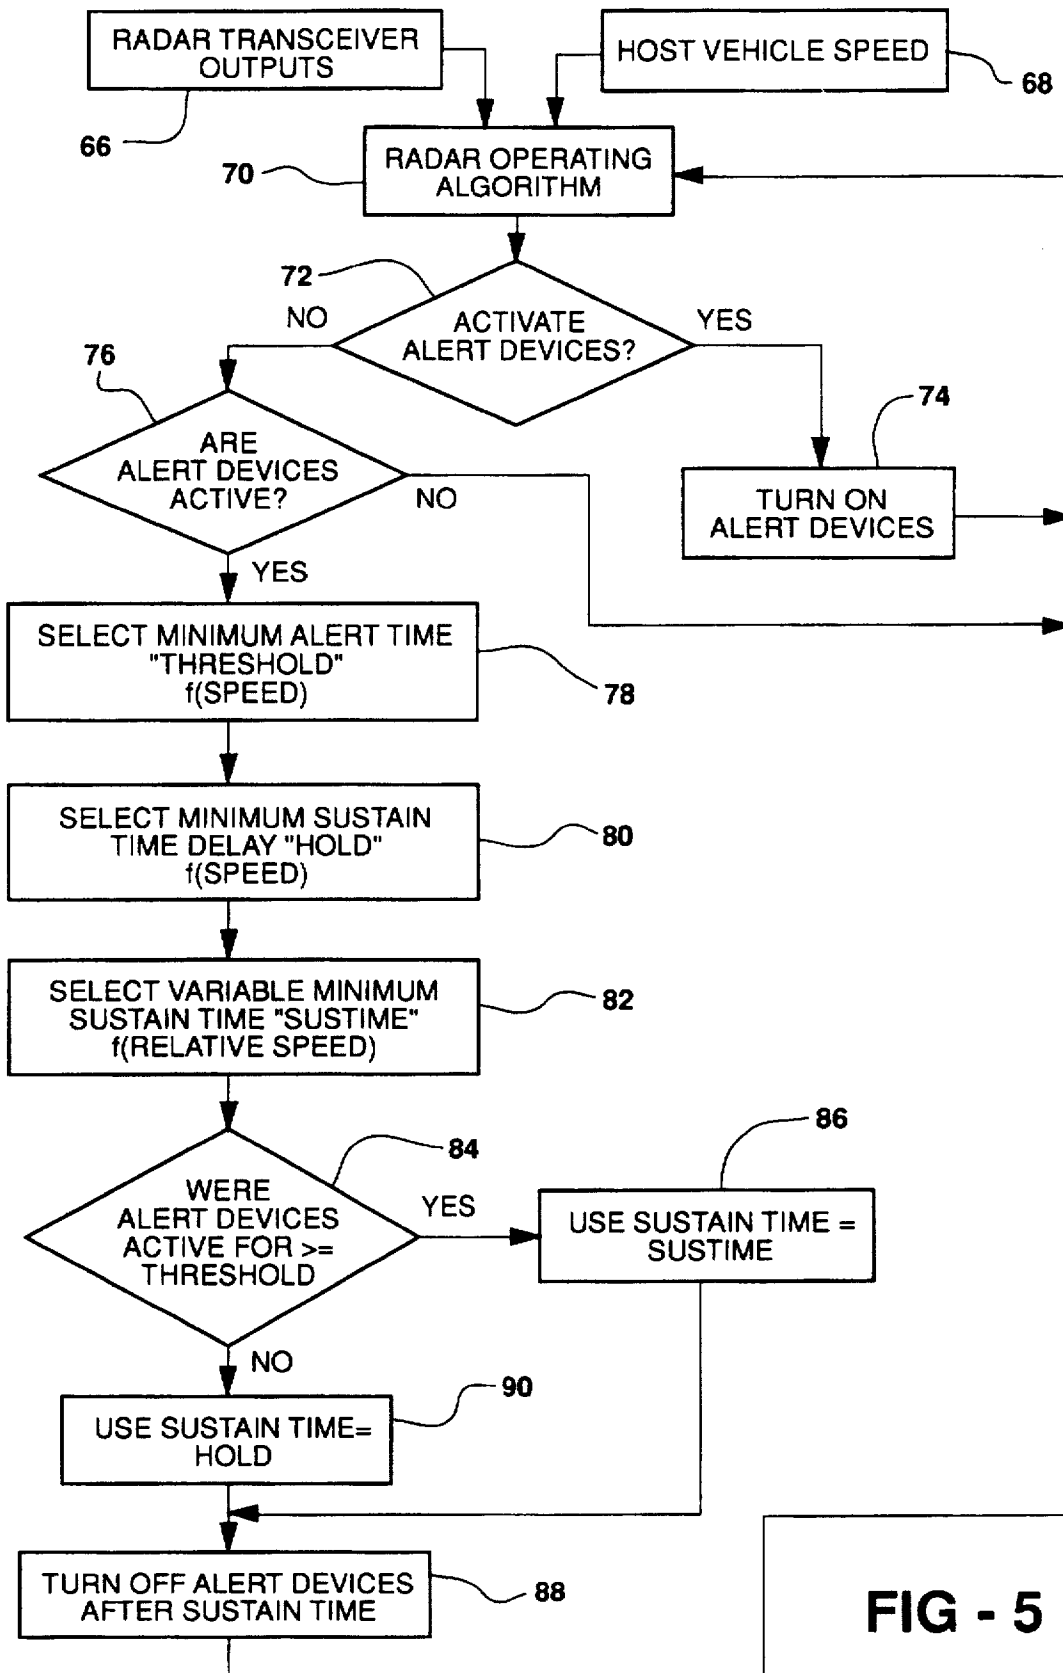 RADAR TRANSCEIVER
OUTPUTS
66
HOST VEHICLE SPEED
68
RADAR OPERATING
ALGORITHM
70
ACTIVATE
ALERT DEVICES?
72
NO
YES
76
ARE
ALERT DEVICES
ACTIVE?
NO
YES
74
TURN ON
ALERT DEVICES
SELECT MINIMUM ALERT TIME
"THRESHOLD"
f(SPEED)
78
SELECT MINIMUM SUSTAIN
TIME DELAY "HOLD"
f(SPEED)
80
SELECT VARIABLE MINIMUM
SUSTAIN TIME "SUSTIME"
f(RELATIVE SPEED)
82
WERE
ALERT DEVICES
ACTIVE FOR >=
THRESHOLD
84
YES
NO
86
USE SUSTAIN TIME =
SUSTIME
90
USE SUSTAIN TIME=
HOLD
TURN OFF ALERT DEVICES
AFTER SUSTAIN TIME
88
FIG - 5